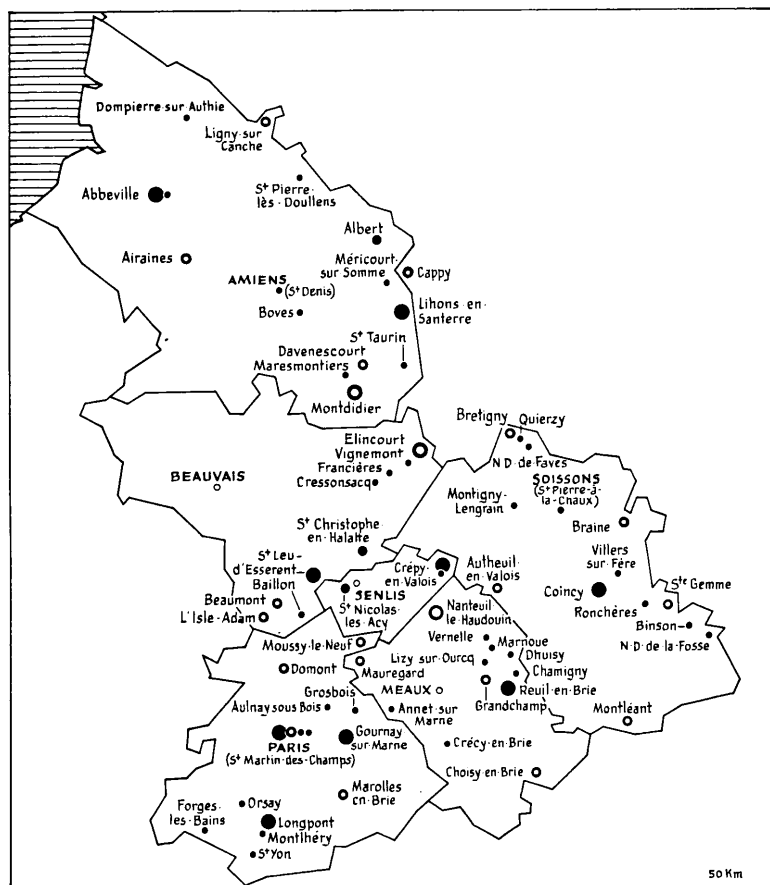 Dompierre-sur-Authie
Ligny-sur
Canche
St Pierre-
lès-Doullens
Abbeville
Albert
Airaines
Méricourt
sur Somme
Cappy
AMIENS
(St Denis)
Boves
Lihons-en-
Santerre
St Taurin
Davenescourt
Maresmontiers
Montdidier
Bretigny
Quierzy
N.D-de-Faves
Elincourt
Vignemont
Francières
Cressonsacq
BEAUVAIS
SOISSONS
(St Pierre-à-
la-Chaux)
Montigny-
Lengrain
Braine
St Christophe
en-Halatte
Villers
sur-Fère
St Leu-
d'Esserent
Baillon
Crépy-
en-Valois
Autheuil
en-Valois
Coincy
Ste Gemme
SENLIS
St Nicolas-
les-Acy
Beaumont
L'Isle-Adam
Nanteuil
le-Haudouin
Ronchères
Binson
N-D-de-la-Fosse
Vernelle
Marnoue
Moussy-le-Neuf
Lizy-sur-Ourcq
Dhuisy
Domont
Mauregard
Chamigny
MEAUX
Grosbois
Reuil-en-Brie
Aulnay sous Bois
Annet-sur
Marne
Grandchamp
Montléant
PARIS
(St Martin-des-Champs)
Gournay
sur-Marne
Crécy-en-Brie
Choisy-en-Brie
Marolles
en-Brie
Forges-
les-Bains
Orsay
Longpont
Montlhéry
St Yon
50 Km